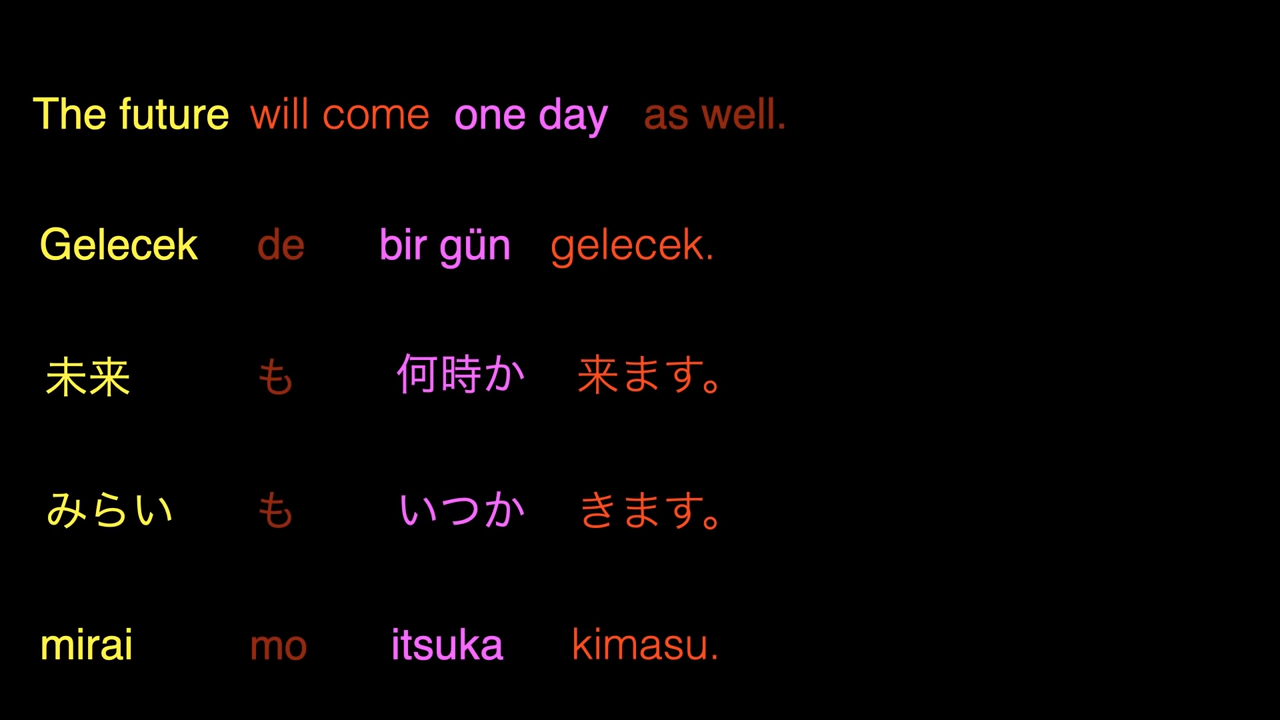 The future will come one day as well.
Gelecek de bir gün gelecek.
未来 も 何時か 来ます。
みらい も いつか きます。
mirai mo itsuka kimasu.